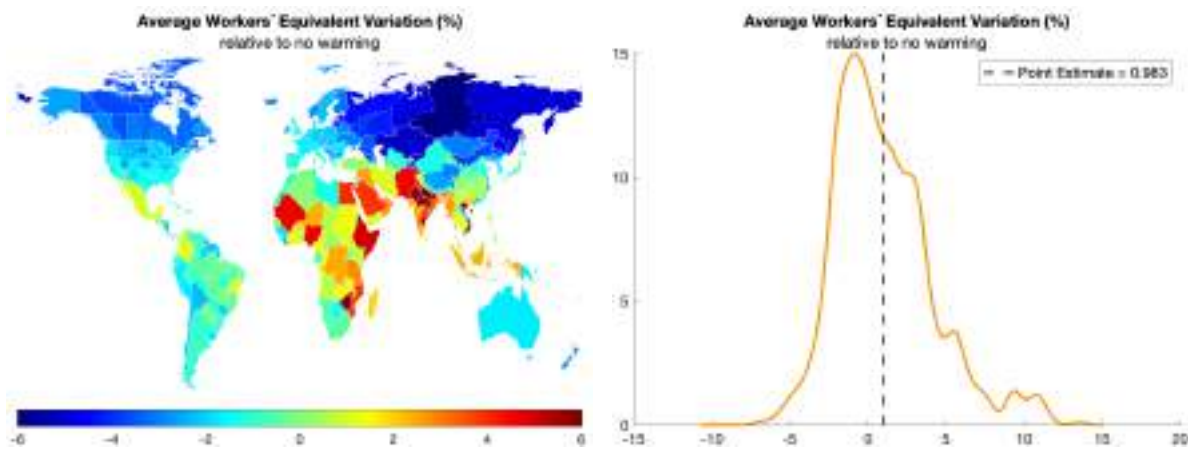 Average Workers´ Equivalent Variation (%)
relative to no warming
-6 -4 -2 0 2 4 6
Average Workers´ Equivalent Variation (%)
relative to no warming
15
Point Estimate = 0.983
10
5
0
-15 -10 -5 0 5 10 15 20